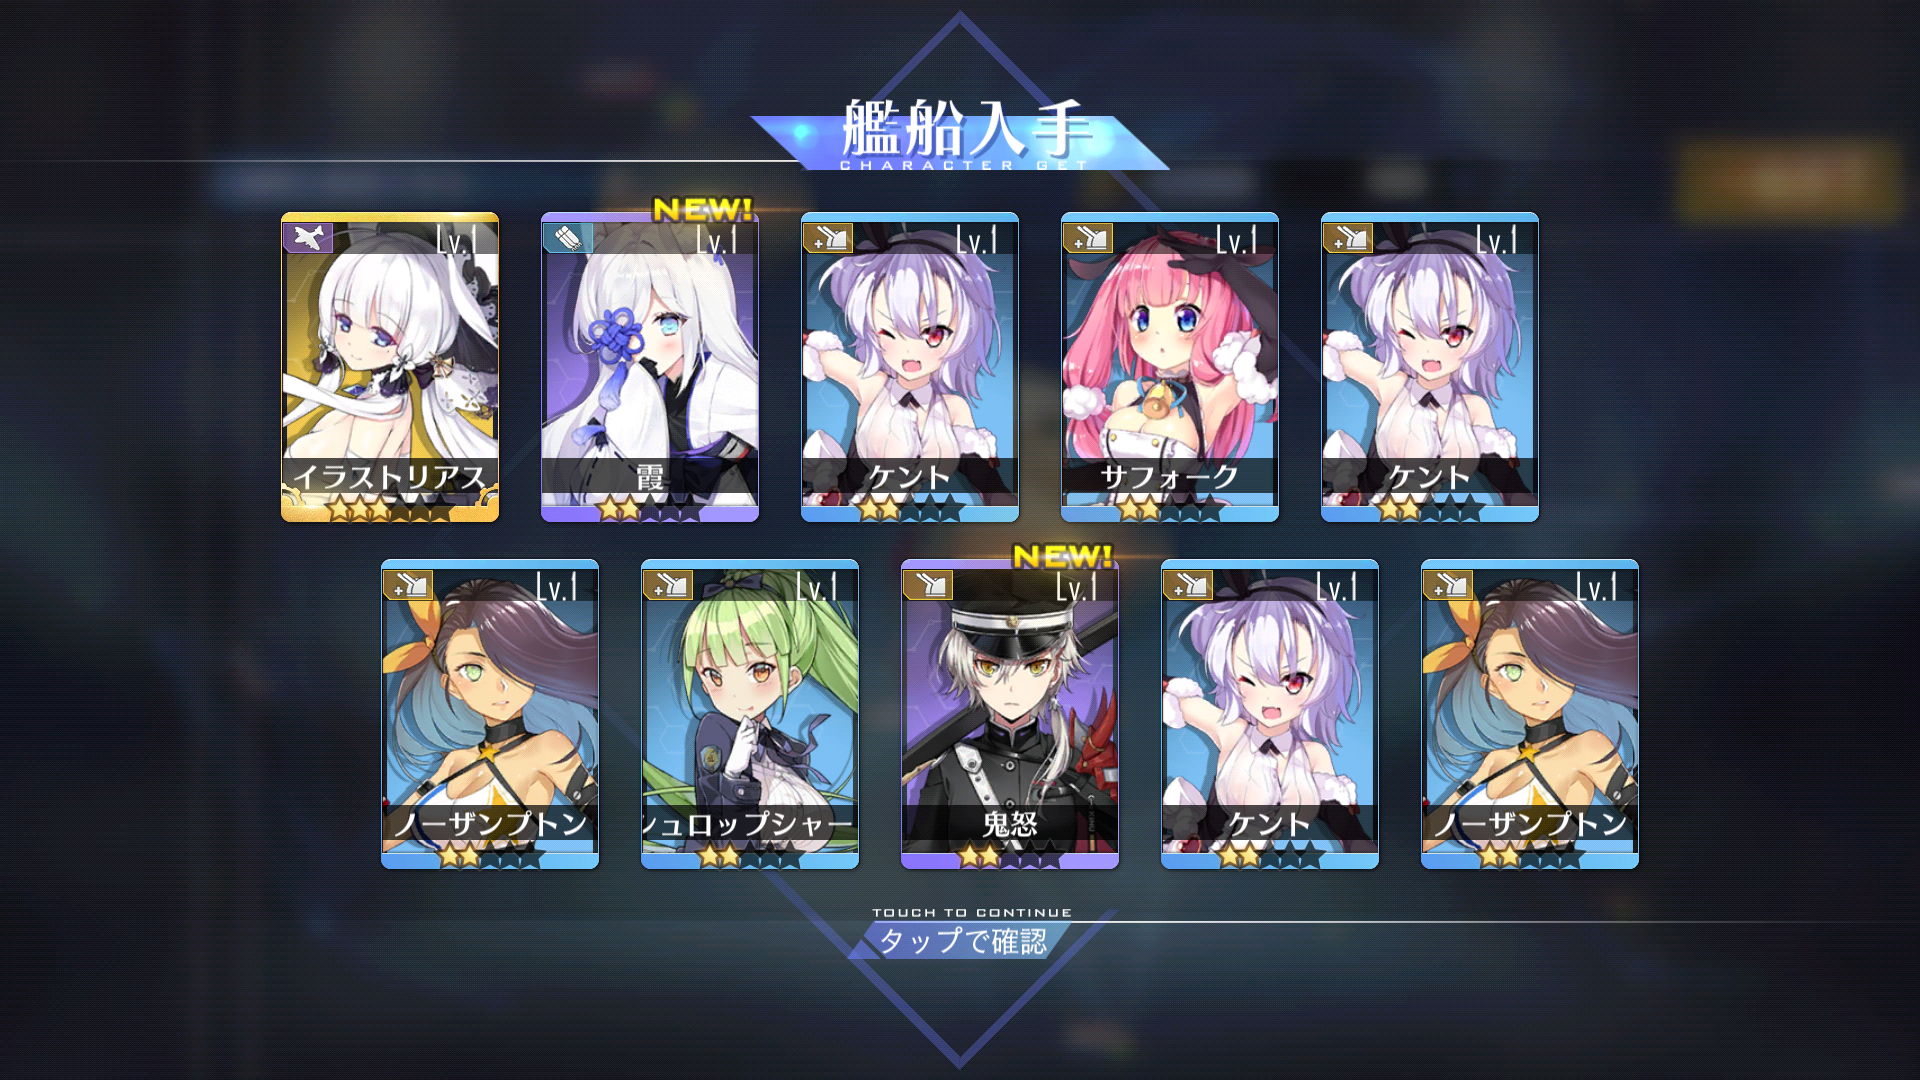 艦船入手
CHARACTER GET
NEW!
Lv.1
Lv.1
Lv.1
Lv.1
Lv.1
イラストリアス
霞
ケント
サフォーク
ケント
NEW!
Lv.1
Lv.1
Lv.1
Lv.1
Lv.1
ノーザンプトン
シュロップシャー
鬼怒
ケント
ノーザンプトン
TOUCH TO CONTINUE
タップで確認